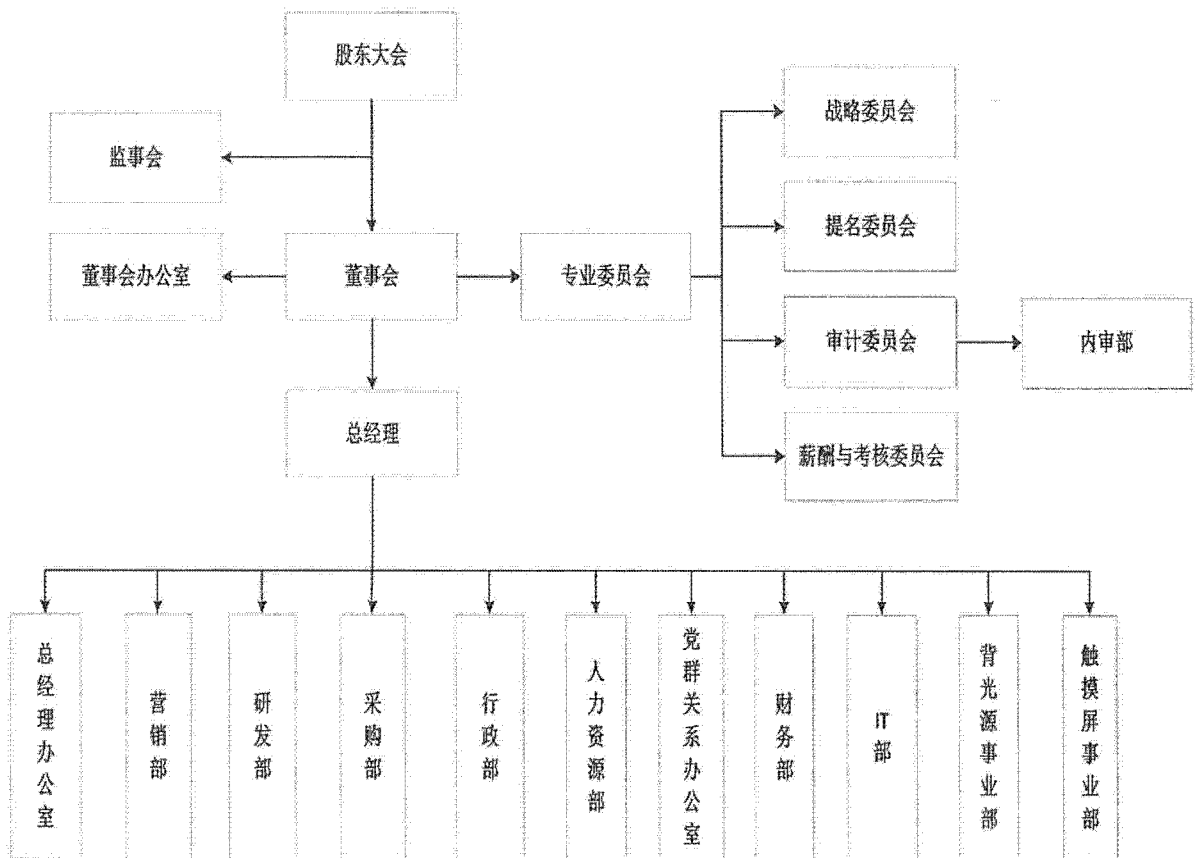 股东大会
监事会
战略委员会
提名委员会
董事会办公室
董事会
专业委员会
审计委员会
内审部
总经理
薪酬与考核委员会
总经理办公室
营销部
研发部
采购部
行政部
人力资源部
党群关系办公室
财务部
IT部
背光源事业部
触摸屏事业部